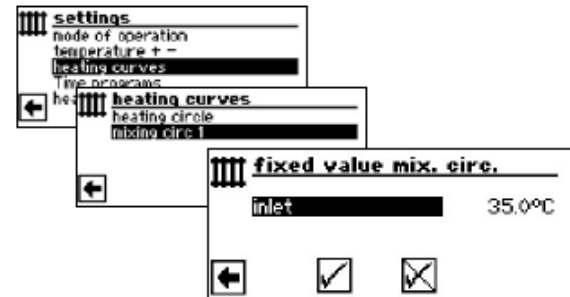 settings
mode of operation
temperature + −
heating curves
Time programs
hea
heating curves
heating circle
mixing circ 1
fixed value mix. circ.
inlet 35.0°C